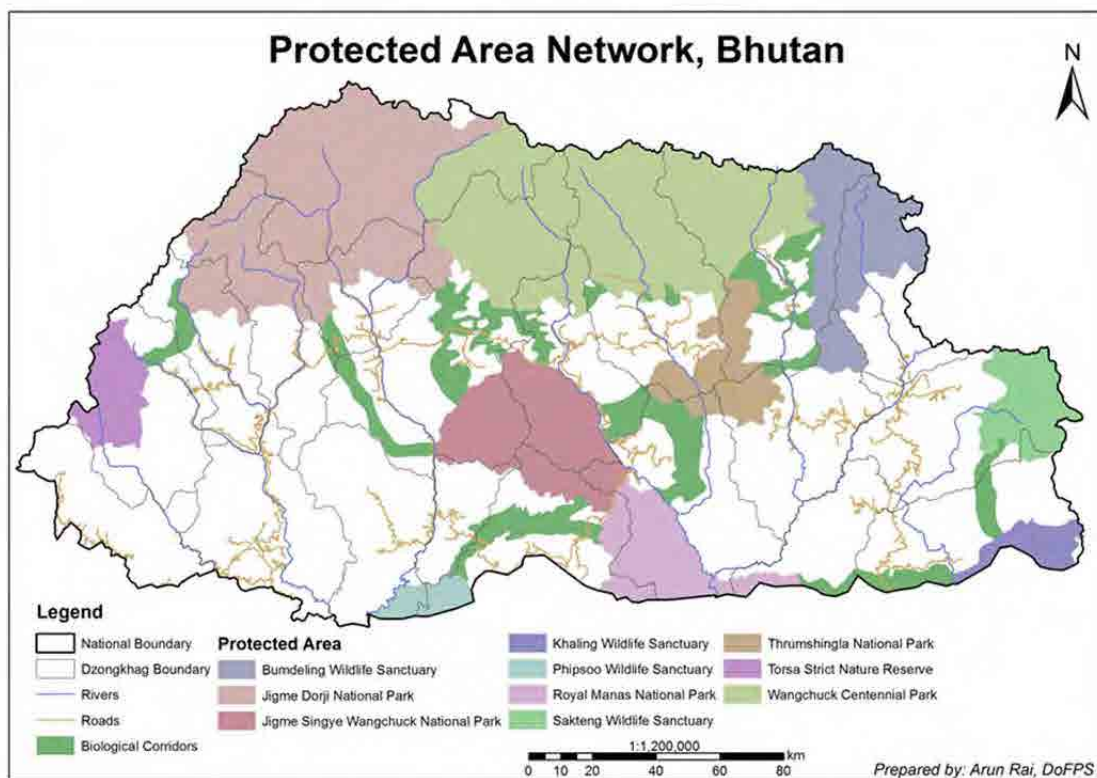 Protected Area Network, Bhutan
N
Legend
National Boundary
Dzongkhag Boundary
Rivers
Roads
Biological Corridors
Protected Area
Bumdeling Wildlife Sanctuary
Jigme Dorji National Park
Jigme Singye Wangchuck National Park
Khaling Wildlife Sanctuary
Phipsoo Wildlife Sanctuary
Royal Manas National Park
Sakteng Wildlife Sanctuary
Thrumshingla National Park
Torsa Strict Nature Reserve
Wangchuck Centennial Park
1:1,200,000
km
0 10 20 40 60 80
Prepared by: Arun Rai, DoFPS